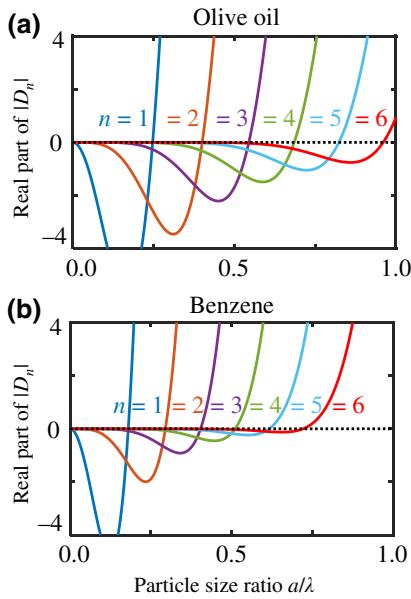 (a)
Olive oil
Real part of |Dₙ|
4
0
−4
n = 1 = 2 = 3 = 4 = 5 = 6
0.0 0.5 1.0
(b)
Benzene
Real part of |Dₙ|
4
0
−4
n = 1 = 2 = 3 = 4 = 5 = 6
0.0 0.5 1.0
Particle size ratio a/λ